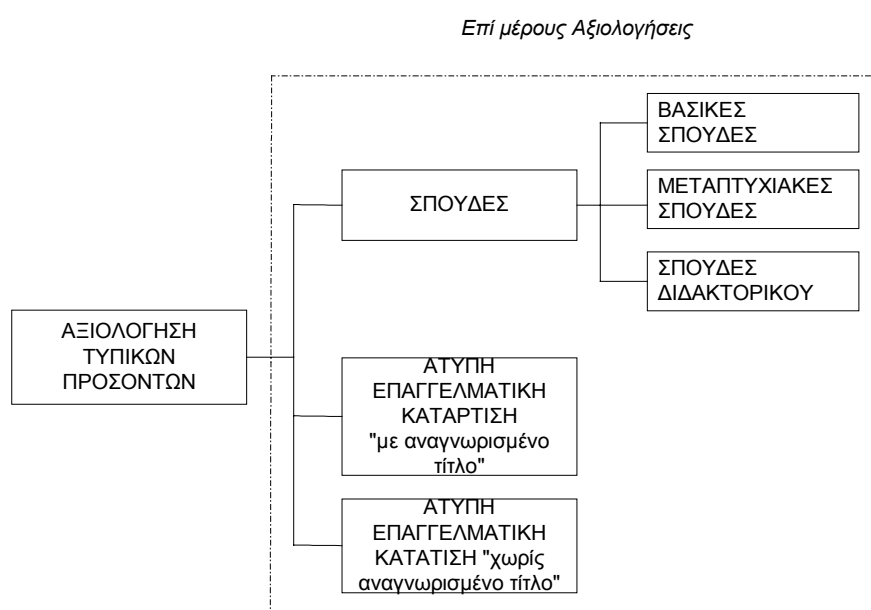 Επί μέρους Αξιολογήσεις
ΒΑΣΙΚΕΣ
ΣΠΟΥΔΕΣ
ΣΠΟΥΔΕΣ
ΜΕΤΑΠΤΥΧΙΑΚΕΣ
ΣΠΟΥΔΕΣ
ΣΠΟΥΔΕΣ
ΔΙΔΑΚΤΟΡΙΚΟΥ
ΑΞΙΟΛΟΓΗΣΗ
ΤΥΠΙΚΩΝ
ΠΡΟΣΟΝΤΩΝ
ΑΤΥΠΗ
ΕΠΑΓΓΕΛΜΑΤΙΚΗ
ΚΑΤΑΡΤΙΣΗ
"με αναγνωρισμένο
τίτλο"
ΑΤΥΠΗ
ΕΠΑΓΓΕΛΜΑΤΙΚΗ
ΚΑΤΑΤΙΣΗ "χωρίς
αναγνωρισμένο τίτλο"